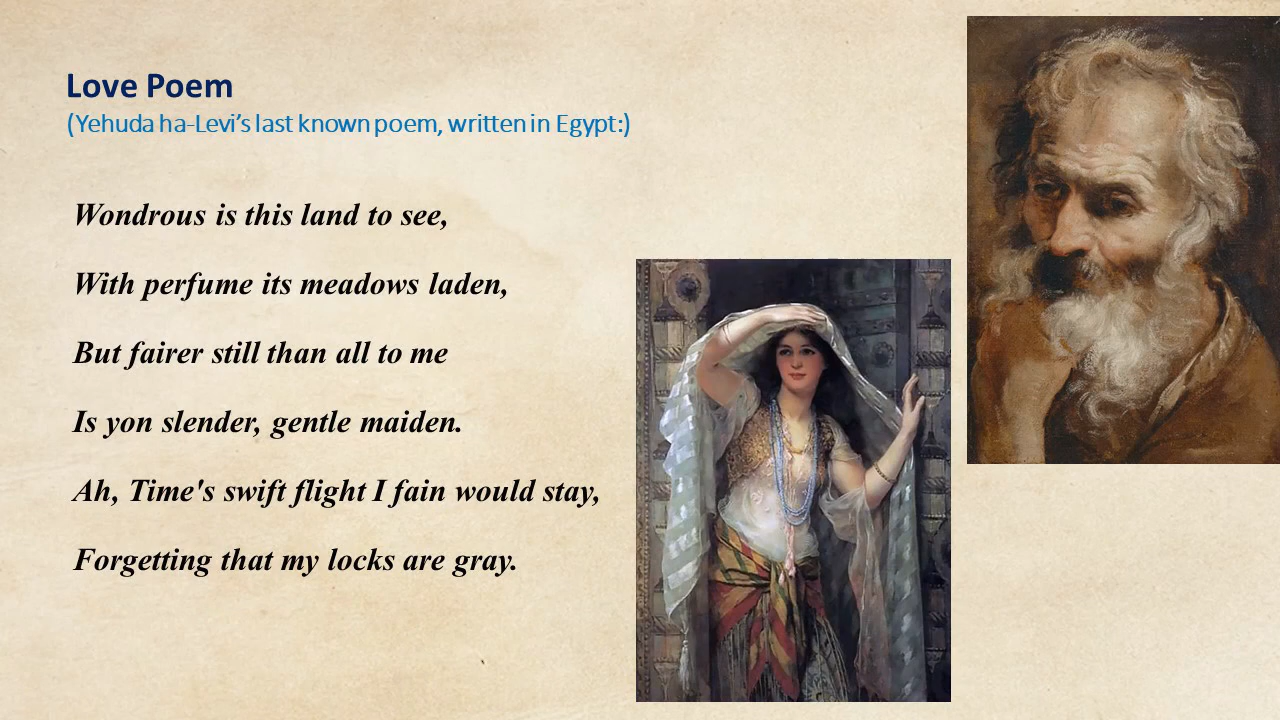 Love Poem
(Yehuda ha-Levi’s last known poem, written in Egypt:)
Wondrous is this land to see,
With perfume its meadows laden,
But fairer still than all to me
Is yon slender, gentle maiden.
Ah, Time's swift flight I fain would stay,
Forgetting that my locks are gray.